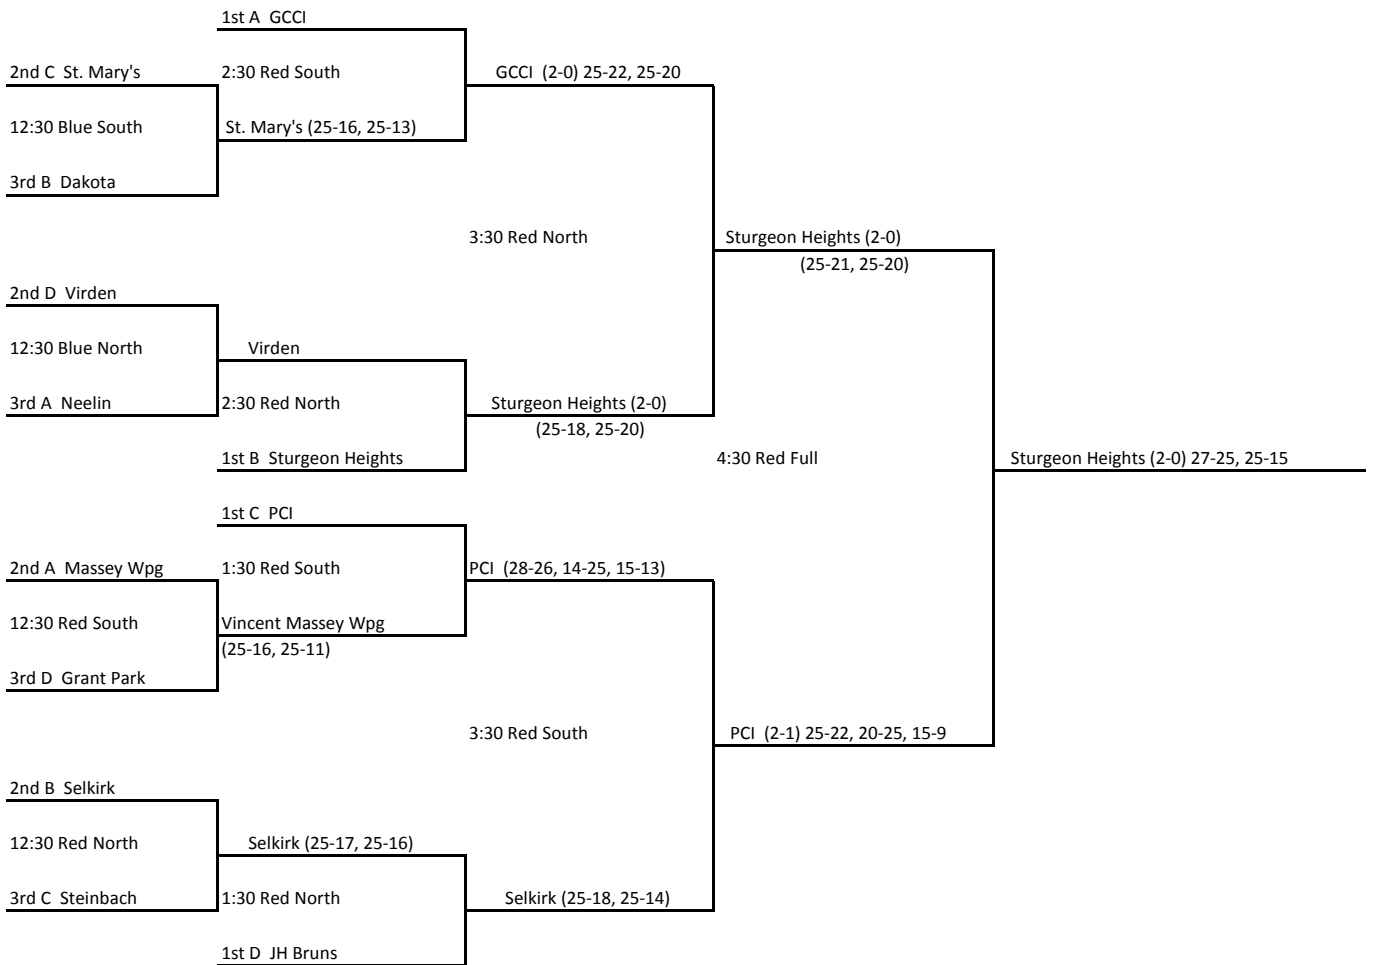 1st A  GCCI
2nd C  St. Mary's
2:30 Red South
GCCI  (2-0) 25-22, 25-20
12:30 Blue South
St. Mary's (25-16, 25-13)
3rd B  Dakota
3:30 Red North
Sturgeon Heights (2-0)
(25-21, 25-20)
2nd D  Virden
12:30 Blue North
Virden
3rd A  Neelin
2:30 Red North
Sturgeon Heights (2-0)
(25-18, 25-20)
1st B  Sturgeon Heights
4:30 Red Full
Sturgeon Heights (2-0) 27-25, 25-15
1st C  PCI
2nd A  Massey Wpg
1:30 Red South
PCI  (28-26, 14-25, 15-13)
12:30 Red South
Vincent Massey Wpg
(25-16, 25-11)
3rd D  Grant Park
3:30 Red South
PCI  (2-1) 25-22, 20-25, 15-9
2nd B  Selkirk
12:30 Red North
Selkirk (25-17, 25-16)
3rd C  Steinbach
1:30 Red North
Selkirk (25-18, 25-14)
1st D  JH Bruns